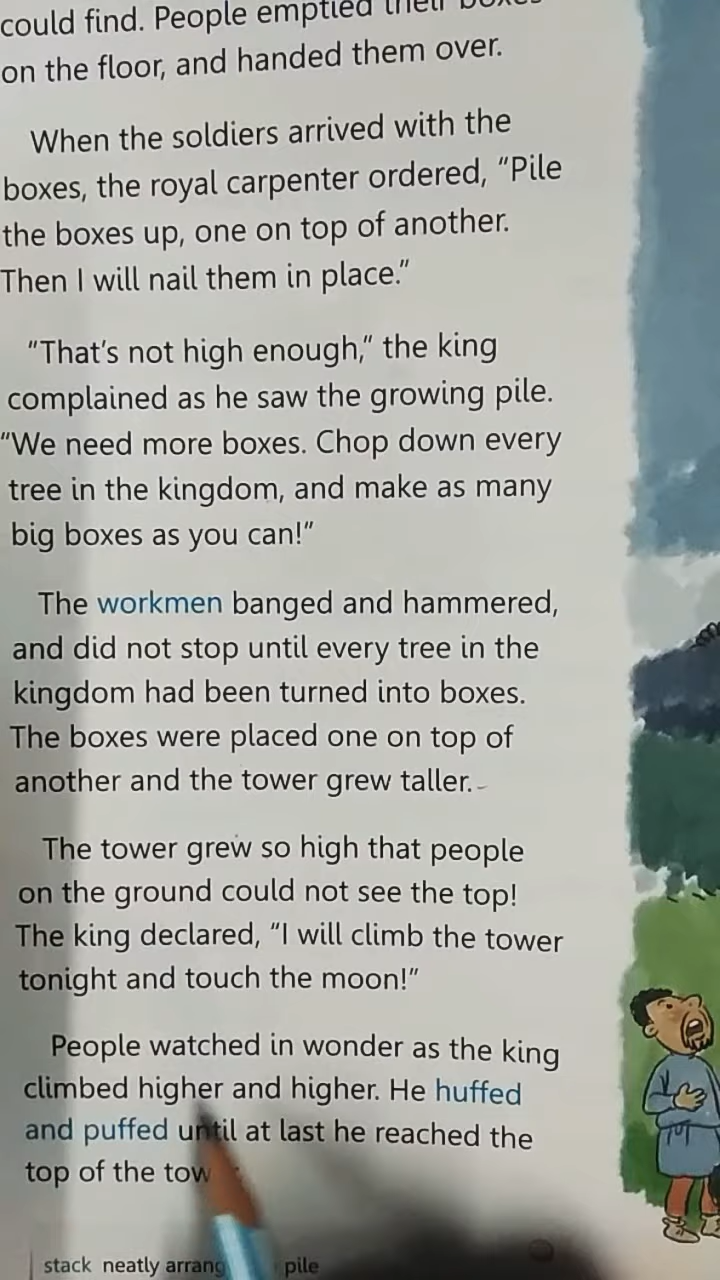 could find. People emptied their boxes
on the floor, and handed them over.
When the soldiers arrived with the
boxes, the royal carpenter ordered, “Pile
the boxes up, one on top of another.
Then I will nail them in place.”
“That’s not high enough,” the king
complained as he saw the growing pile.
“We need more boxes. Chop down every
tree in the kingdom, and make as many
big boxes as you can!”
The workmen banged and hammered,
and did not stop until every tree in the
kingdom had been turned into boxes.
The boxes were placed one on top of
another and the tower grew taller.
The tower grew so high that people
on the ground could not see the top!
The king declared, “I will climb the tower
tonight and touch the moon!”
People watched in wonder as the king
climbed higher and higher. He huffed
and puffed until at last he reached the
top of the
stack neatly pile